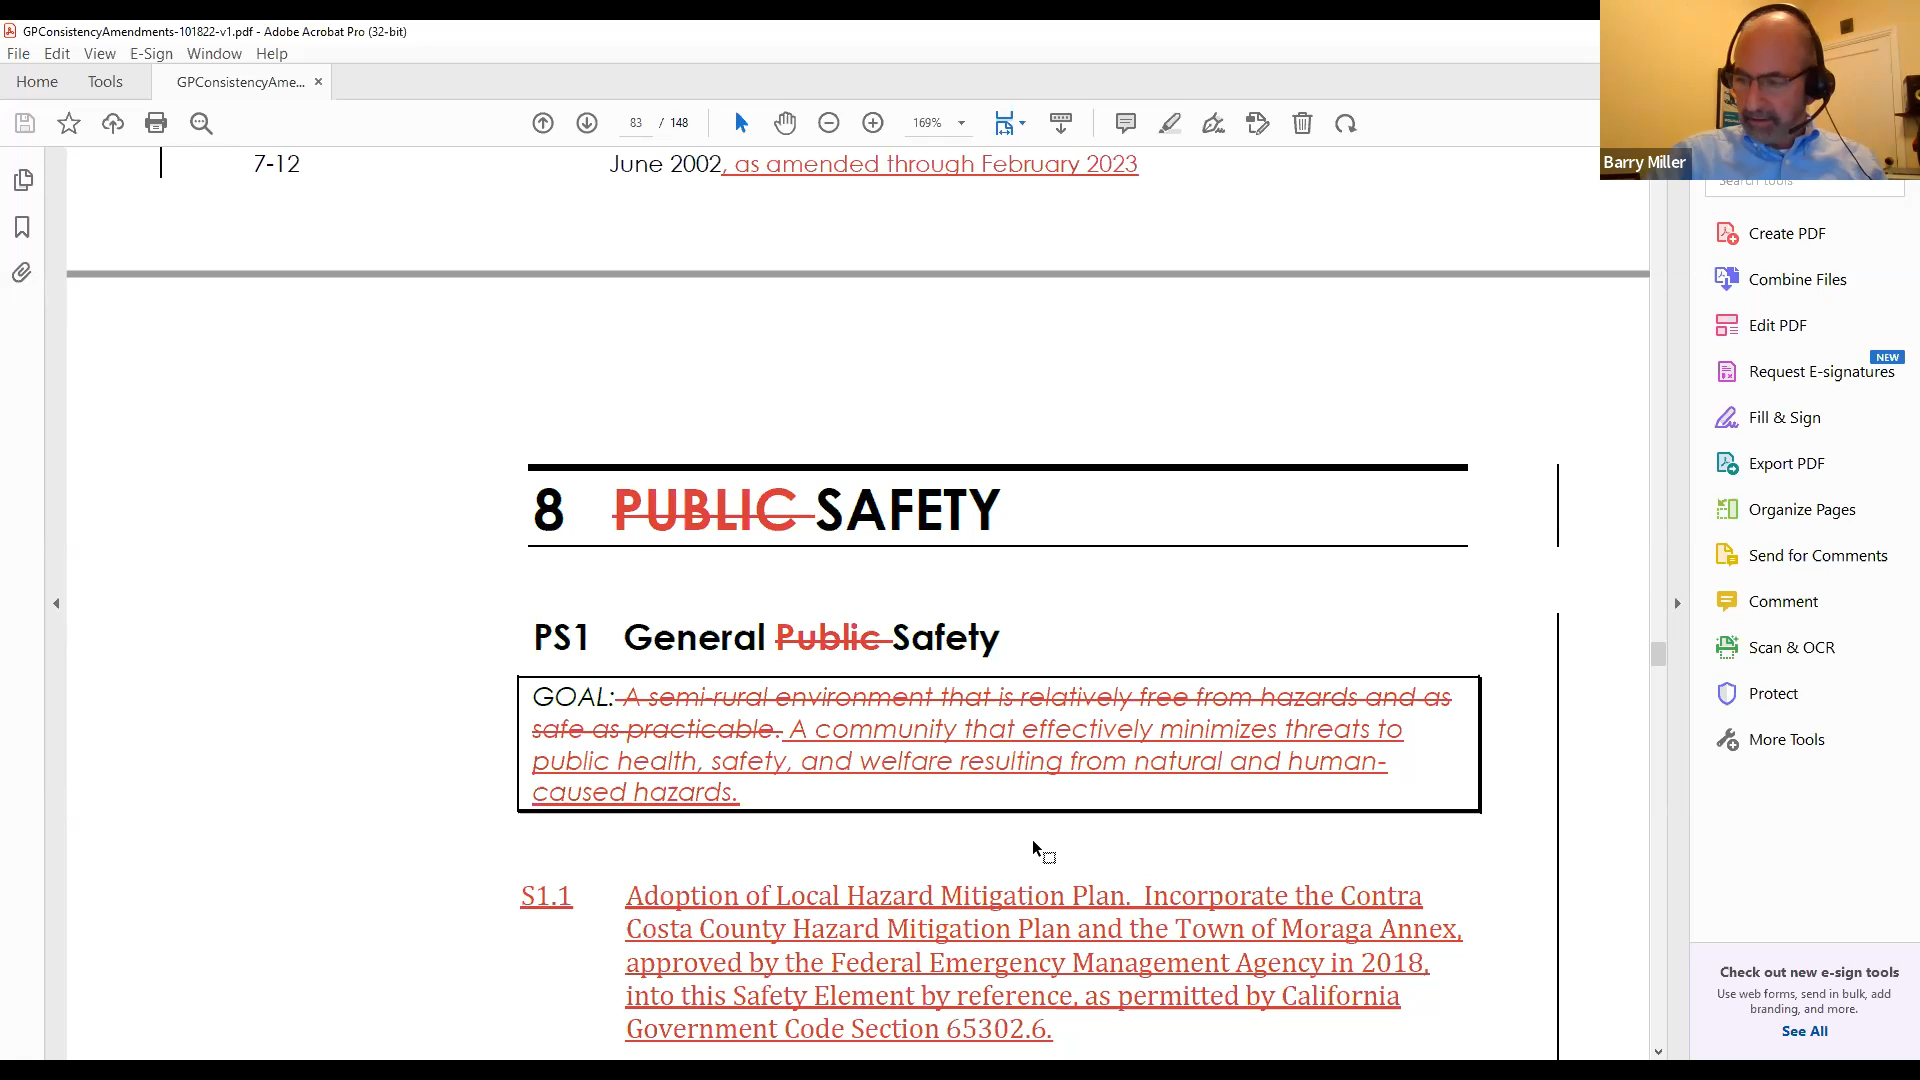 GPConsistencyAmendments-101822-v1.pdf - Adobe Acrobat Pro (32-bit)
File Edit View E-Sign Window Help
Home Tools GPConsistencyAme... ×
83 / 148 169%
Barry Miller
Search tools
7-12 June 2002, as amended through February 2023
8 PUBLIC SAFETY
PS1 General Public Safety
GOAL: A semi-rural environment that is relatively free from hazards and as
safe as practicable. A community that effectively minimizes threats to
public health, safety, and welfare resulting from natural and human-
caused hazards.
S1.1 Adoption of Local Hazard Mitigation Plan. Incorporate the Contra
Costa County Hazard Mitigation Plan and the Town of Moraga Annex,
approved by the Federal Emergency Management Agency in 2018,
into this Safety Element by reference, as permitted by California
Government Code Section 65302.6.
Create PDF
Combine Files
Edit PDF
NEW
Request E-signatures
Fill & Sign
Export PDF
Organize Pages
Send for Comments
Comment
Scan & OCR
Protect
More Tools
Check out new e-sign tools
Use web forms, send in bulk, add
branding, and more.
See All